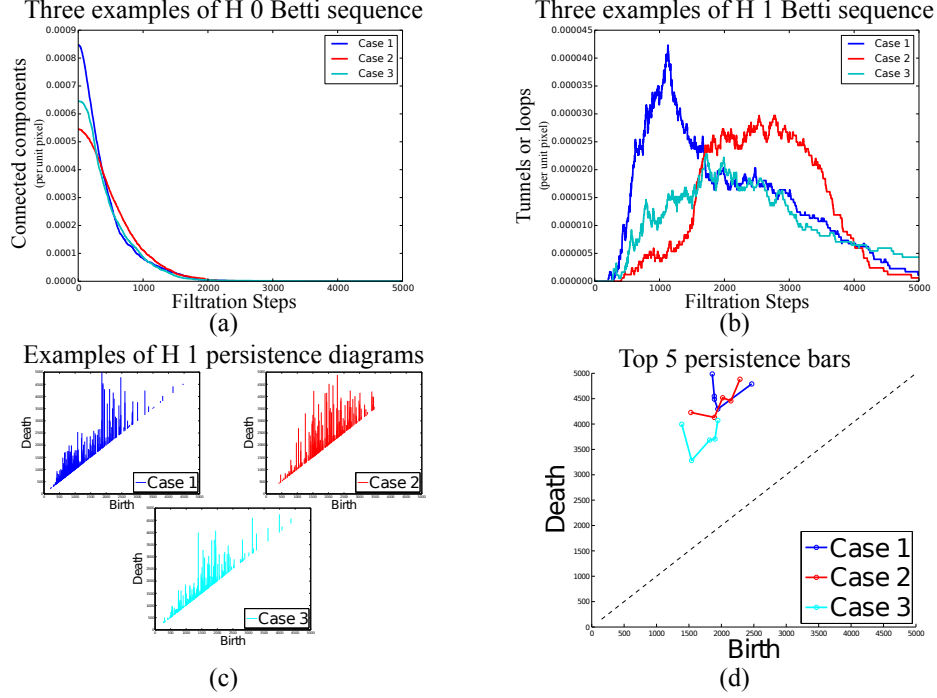 Three examples of H 0 Betti sequence
0.0009
0.0008
0.0007
0.0006
0.0005
0.0004
0.0003
0.0002
0.0001
0.0000
Connected components
(per unit pixel)
Case 1
Case 2
Case 3
0 1000 2000 3000 4000 5000
Filtration Steps
(a)
Three examples of H 1 Betti sequence
0.000045
0.000040
0.000035
0.000030
0.000025
0.000020
0.000015
0.000010
0.000005
0.000000
Tunnels or loops
(per unit pixel)
Case 1
Case 2
Case 3
0 1000 2000 3000 4000 5000
Filtration Steps
(b)
Examples of H 1 persistence diagrams
Death
Case 1
Birth
Death
Case 2
Birth
Death
Case 3
Birth
(c)
Top 5 persistence bars
5000
4500
4000
3500
3000
2500
2000
1500
1000
500
0
Death
Case 1
Case 2
Case 3
0 500 1000 1500 2000 2500 3000 3500 4000 4500 5000
Birth
(d)